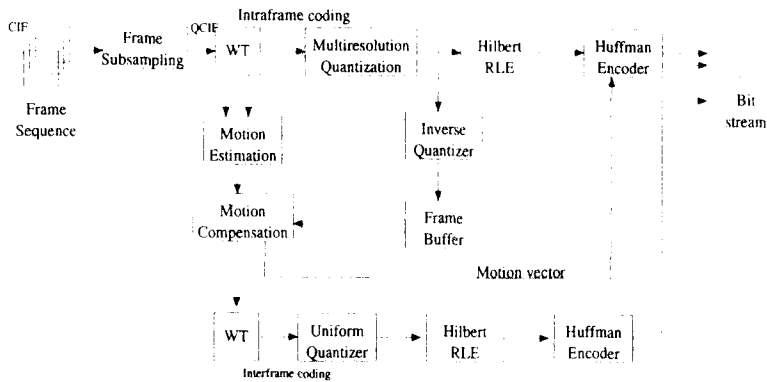 Intraframe coding
CIF
Frame
Subsampling
QCIF
WT
Multiresolution
Quantization
Hilbert
RLE
Huffman
Encoder
Frame
Sequence
Bit
stream
Motion
Estimation
Inverse
Quantizer
Motion
Compensation
Frame
Buffer
Motion vector
WT
Uniform
Quantizer
Hilbert
RLE
Huffman
Encoder
Interframe coding